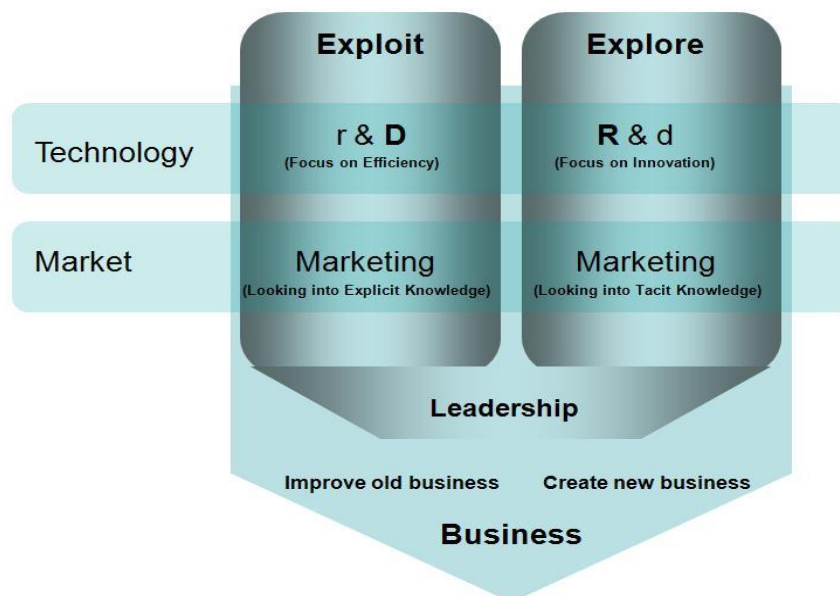 Exploit
Explore
Technology
r & D
(Focus on Efficiency)
R & d
(Focus on Innovation)
Market
Marketing
(Looking into Explicit Knowledge)
Marketing
(Looking into Tacit Knowledge)
Leadership
Improve old business
Create new business
Business